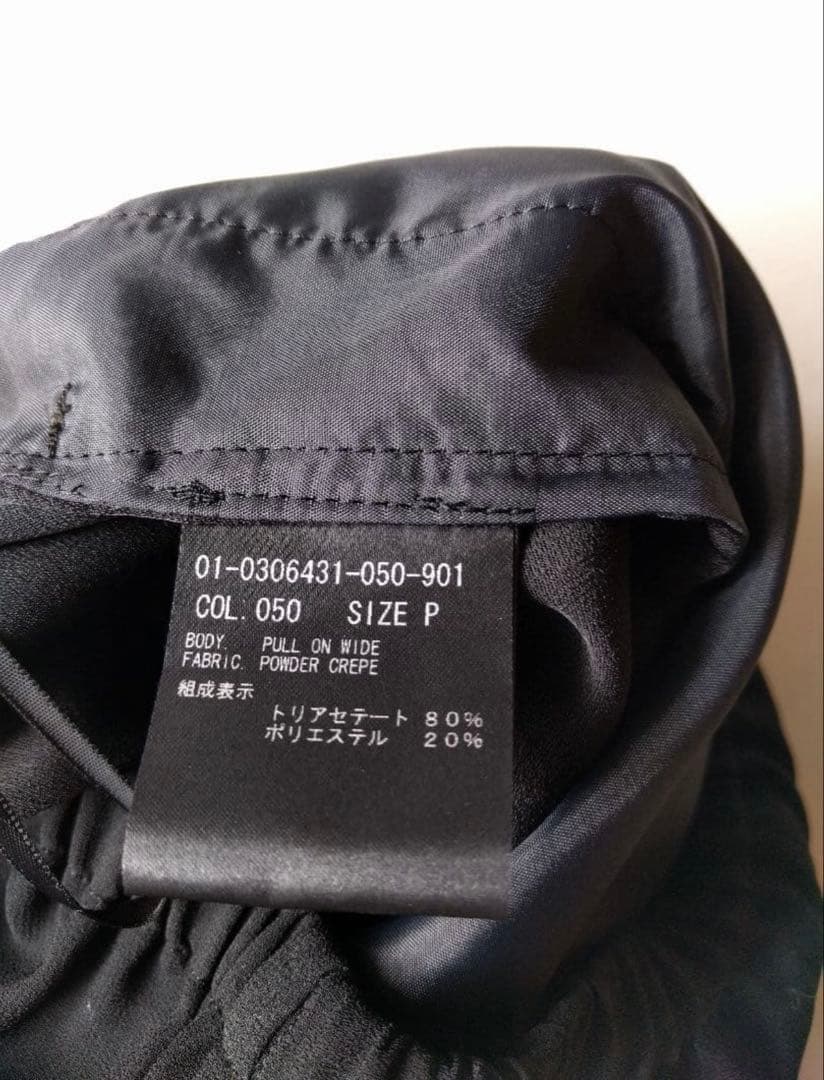 01-0306431-050-901
COL. 050 SIZE P
BODY. PULL ON WIDE
FABRIC. POWDER CREPE
組成表示
トリアセテート 80%
ポリエステル 20%